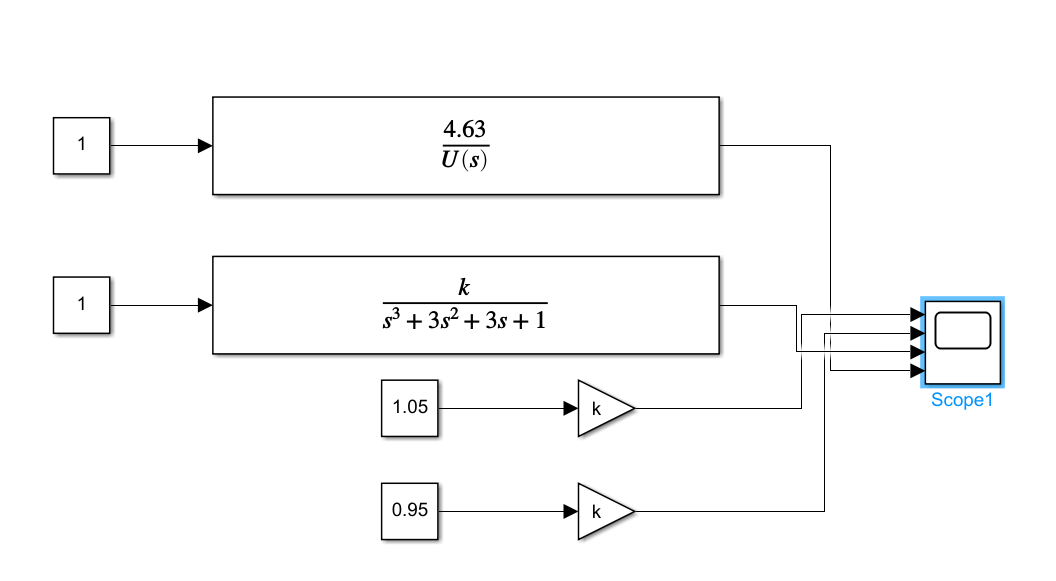 1
4.63
U(s)
1
k
s³ + 3s² + 3s + 1
1.05
k
Scope1
0.95
k